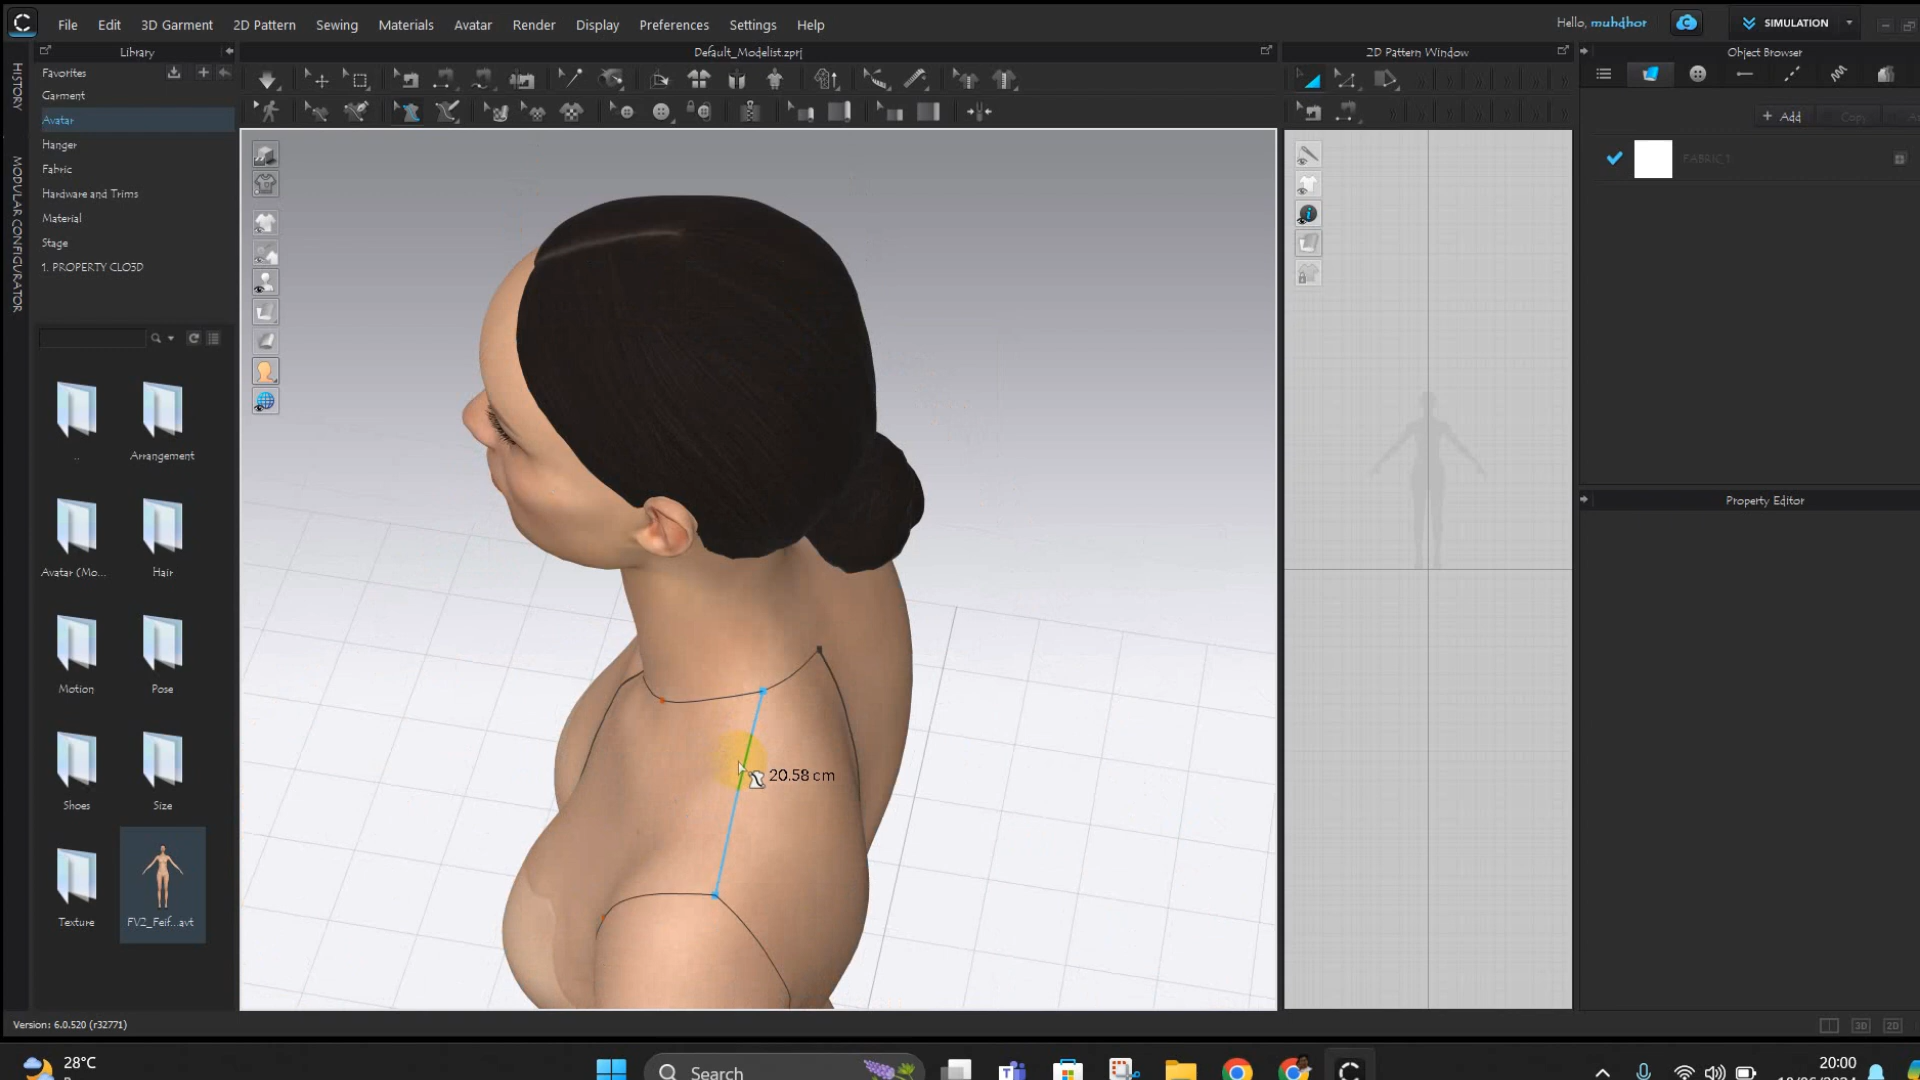 File Edit 3D Garment 2D Pattern Sewing Materials Avatar Render Display Preferences Settings Help
Hello, muhdhor
SIMULATION
Library
Default_Modelist.zprj
2D Pattern Window
Object Browser
HISTORY
MODULAR CONFIGURATOR
Favorites
Garment
Avatar
Hanger
Fabric
Hardware and Trims
Material
Stage
1. PROPERTY CLO3D
+ Add
Copy
FABRIC 1
..
Arrangement
Avatar (Mo...
Hair
Motion
Pose
Shoes
Size
Texture
FV2_Feif...avt
20.58 cm
Property Editor
Version: 6.0.520 (r32771)
3D
2D
28°C
Search
20:00